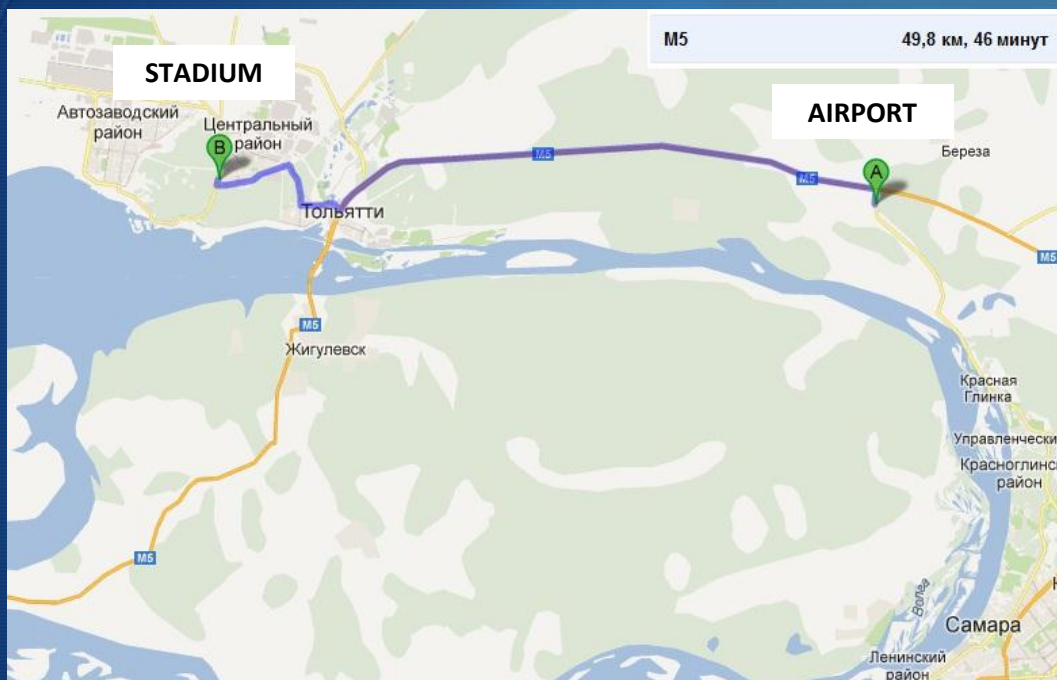 М5 49,8 км, 46 минут
STADIUM
AIRPORT
Автозаводский
район
Центральный
район
B
M5
A
M5
Береза
M5
Тольятти
M5
Жигулевск
Красная
Глинка
Управленчески
Красноглинс
район
M5
Волга
Самара
Ленинский
район